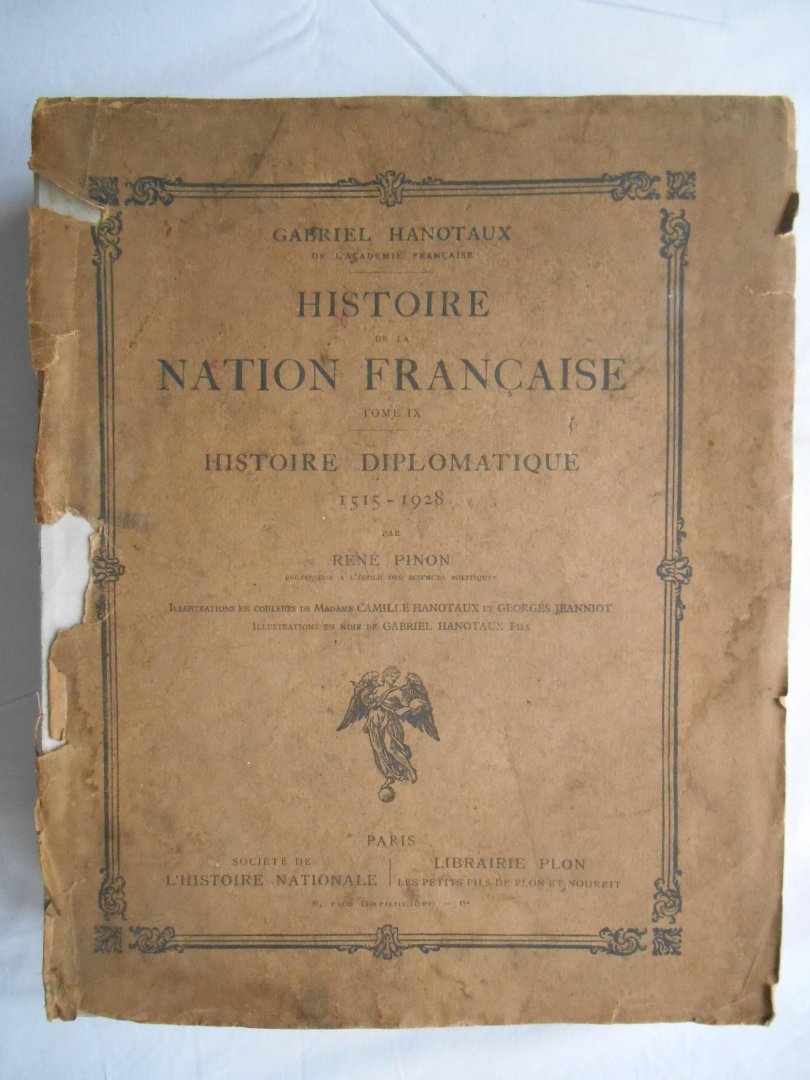 GABRIEL HANOTAUX
DE L'ACADÉMIE FRANÇAISE
HISTOIRE
DE LA
NATION FRANÇAISE
TOME IX
HISTOIRE DIPLOMATIQUE
1515-1928
PAR
RENÉ PINON
PROFESSEUR A L'ÉCOLE DES SCIENCES POLITIQUES
ILLUSTRATIONS EN COULEURS DE MADAME CAMILLE HANOTAUX ET GEORGES JEANNIOT
ILLUSTRATIONS EN NOIR DE GABRIEL HANOTAUX FILS
PARIS
SOCIÉTÉ DE
L'HISTOIRE NATIONALE
LIBRAIRIE PLON
LES PETITS FILS DE PLON ET NOURRIT
8, rue Garancière - 6e